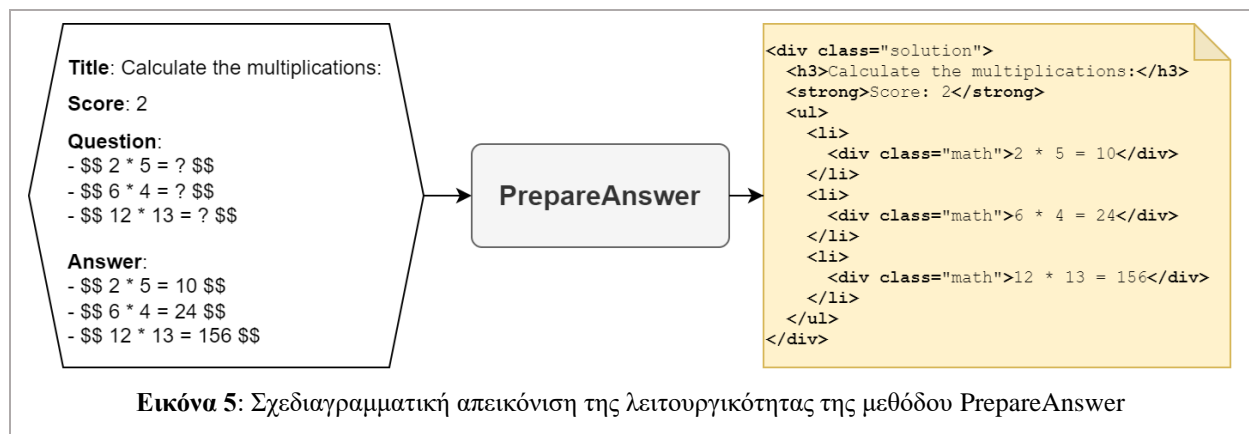 Title: Calculate the multiplications:
Score: 2
Question:
- $$ 2 * 5 = ? $$
- $$ 6 * 4 = ? $$
- $$ 12 * 13 = ? $$
Answer:
- $$ 2 * 5 = 10 $$
- $$ 6 * 4 = 24 $$
- $$ 12 * 13 = 156 $$
PrepareAnswer
<div class="solution">
  <h3>Calculate the multiplications:</h3>
  <strong>Score: 2</strong>
  <ul>
    <li>
      <div class="math">2 * 5 = 10</div>
    </li>
    <li>
      <div class="math">6 * 4 = 24</div>
    </li>
    <li>
      <div class="math">12 * 13 = 156</div>
    </li>
  </ul>
</div>
Εικόνα 5: Σχεδιαγραμματική απεικόνιση της λειτουργικότητας της μεθόδου PrepareAnswer